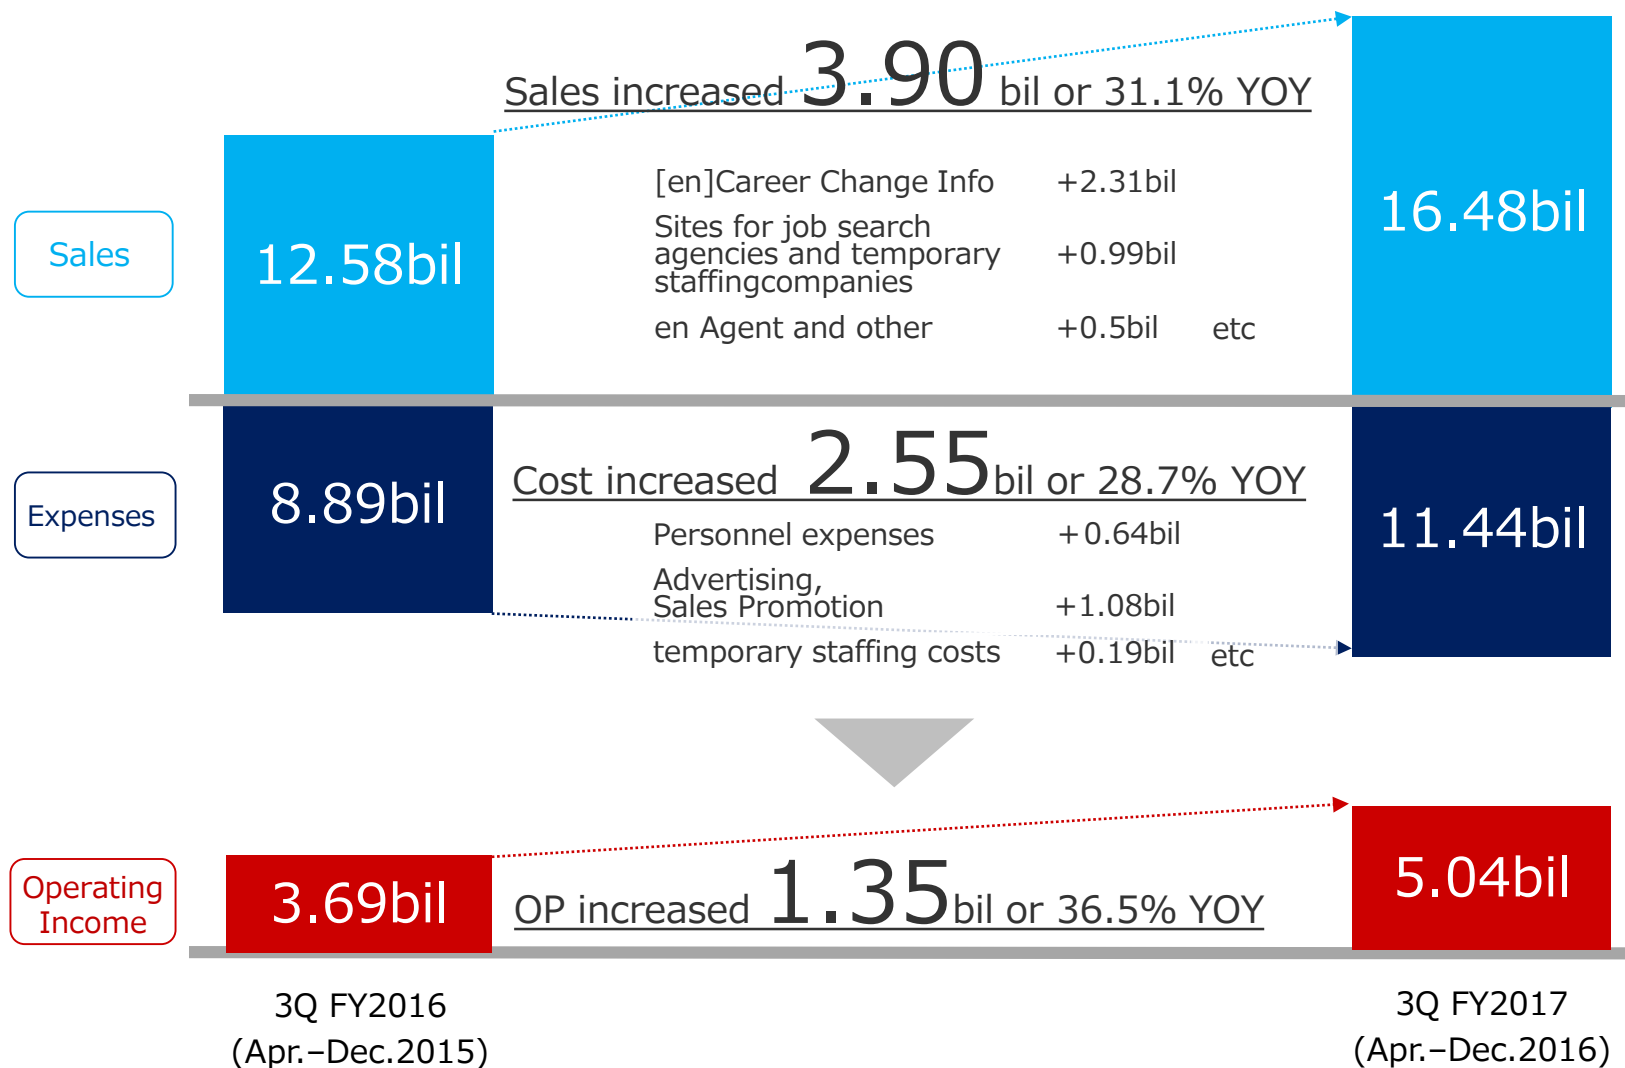 Sales increased 3.90 bil or 31.1% YOY
[en]Career Change Info +2.31bil
Sites for job search
agencies and temporary +0.99bil
staffingcompanies
en Agent and other +0.5bil etc
Sales
12.58bil
16.48bil
Cost increased 2.55 bil or 28.7% YOY
Personnel expenses +0.64bil
Advertising,
Sales Promotion +1.08bil
temporary staffing costs +0.19bil etc
Expenses
8.89bil
11.44bil
Operating
Income
3.69bil
OP increased 1.35 bil or 36.5% YOY
5.04bil
3Q FY2016
(Apr.–Dec.2015)
3Q FY2017
(Apr.–Dec.2016)